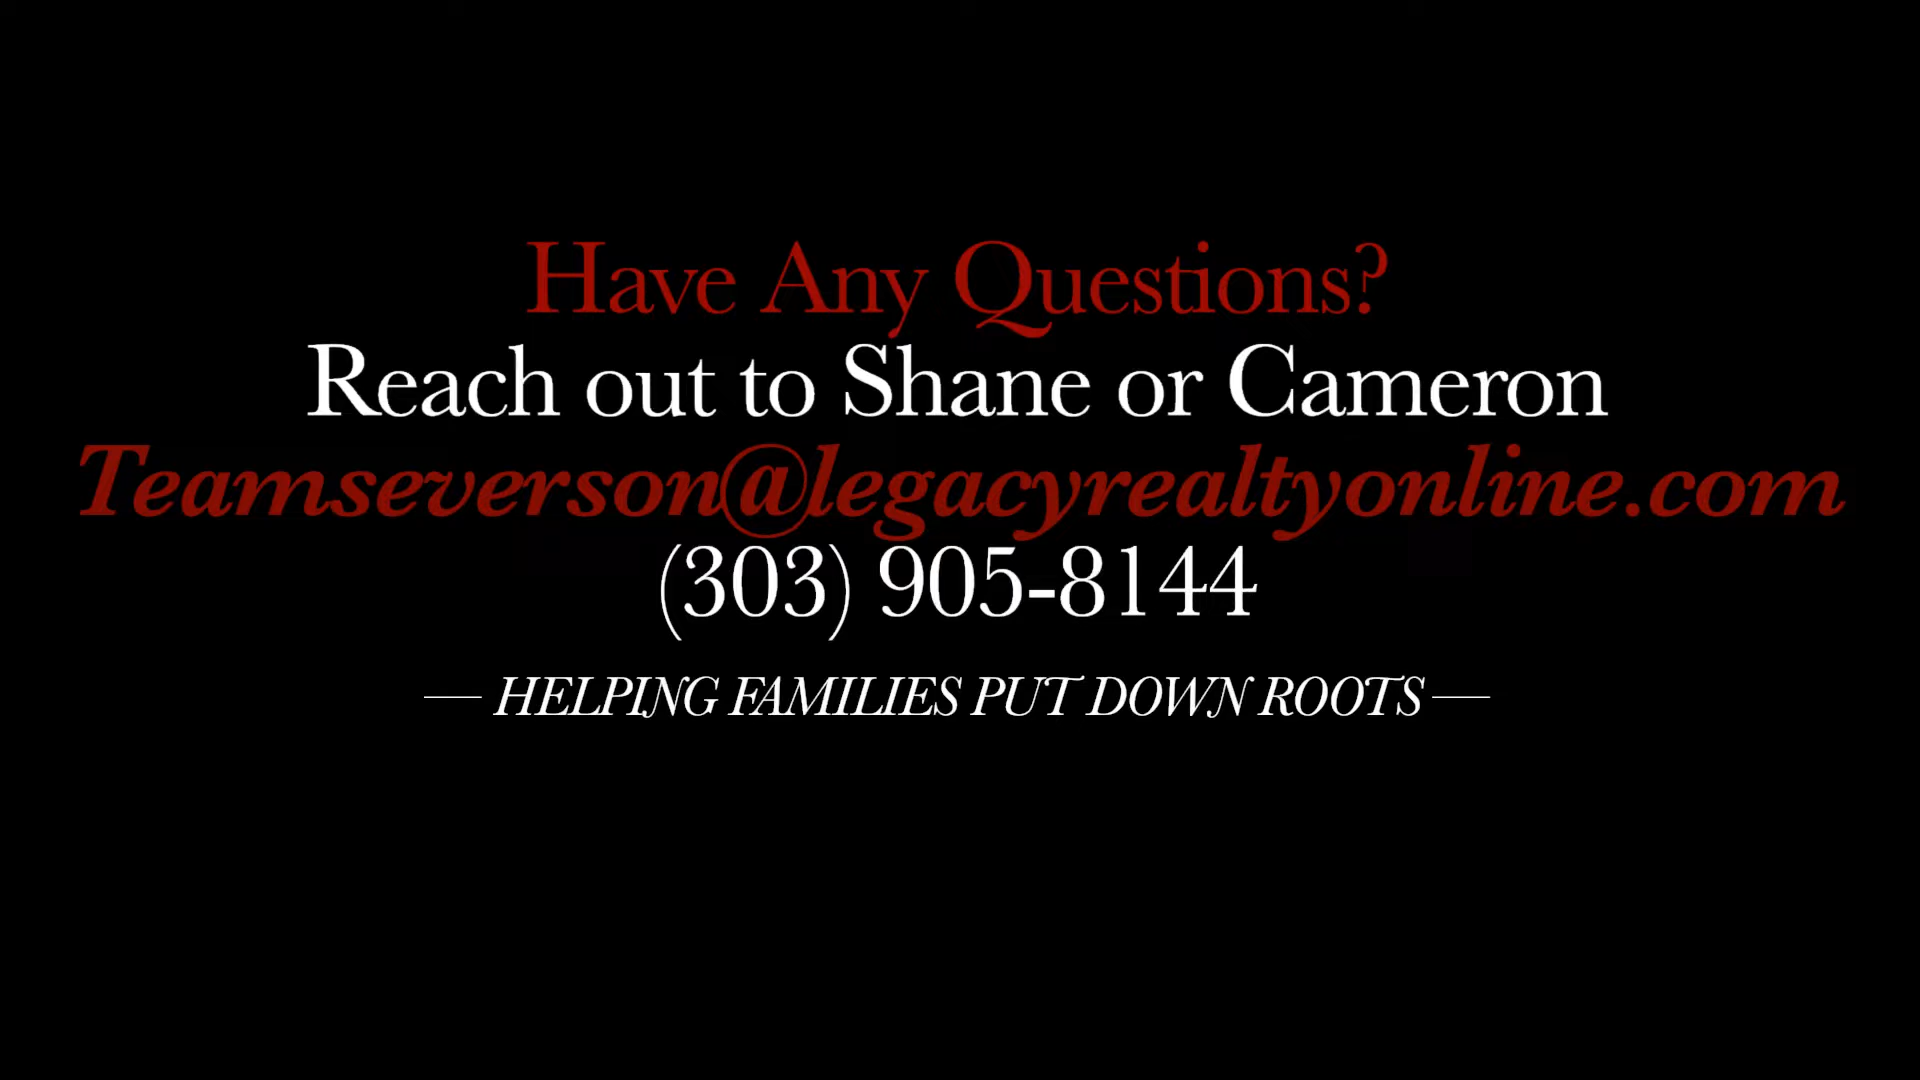 Have Any Questions?
Reach out to Shane or Cameron
Teamseverson@legacyrealtyonline.com
(303) 905-8144
— HELPING FAMILIES PUT DOWN ROOTS —